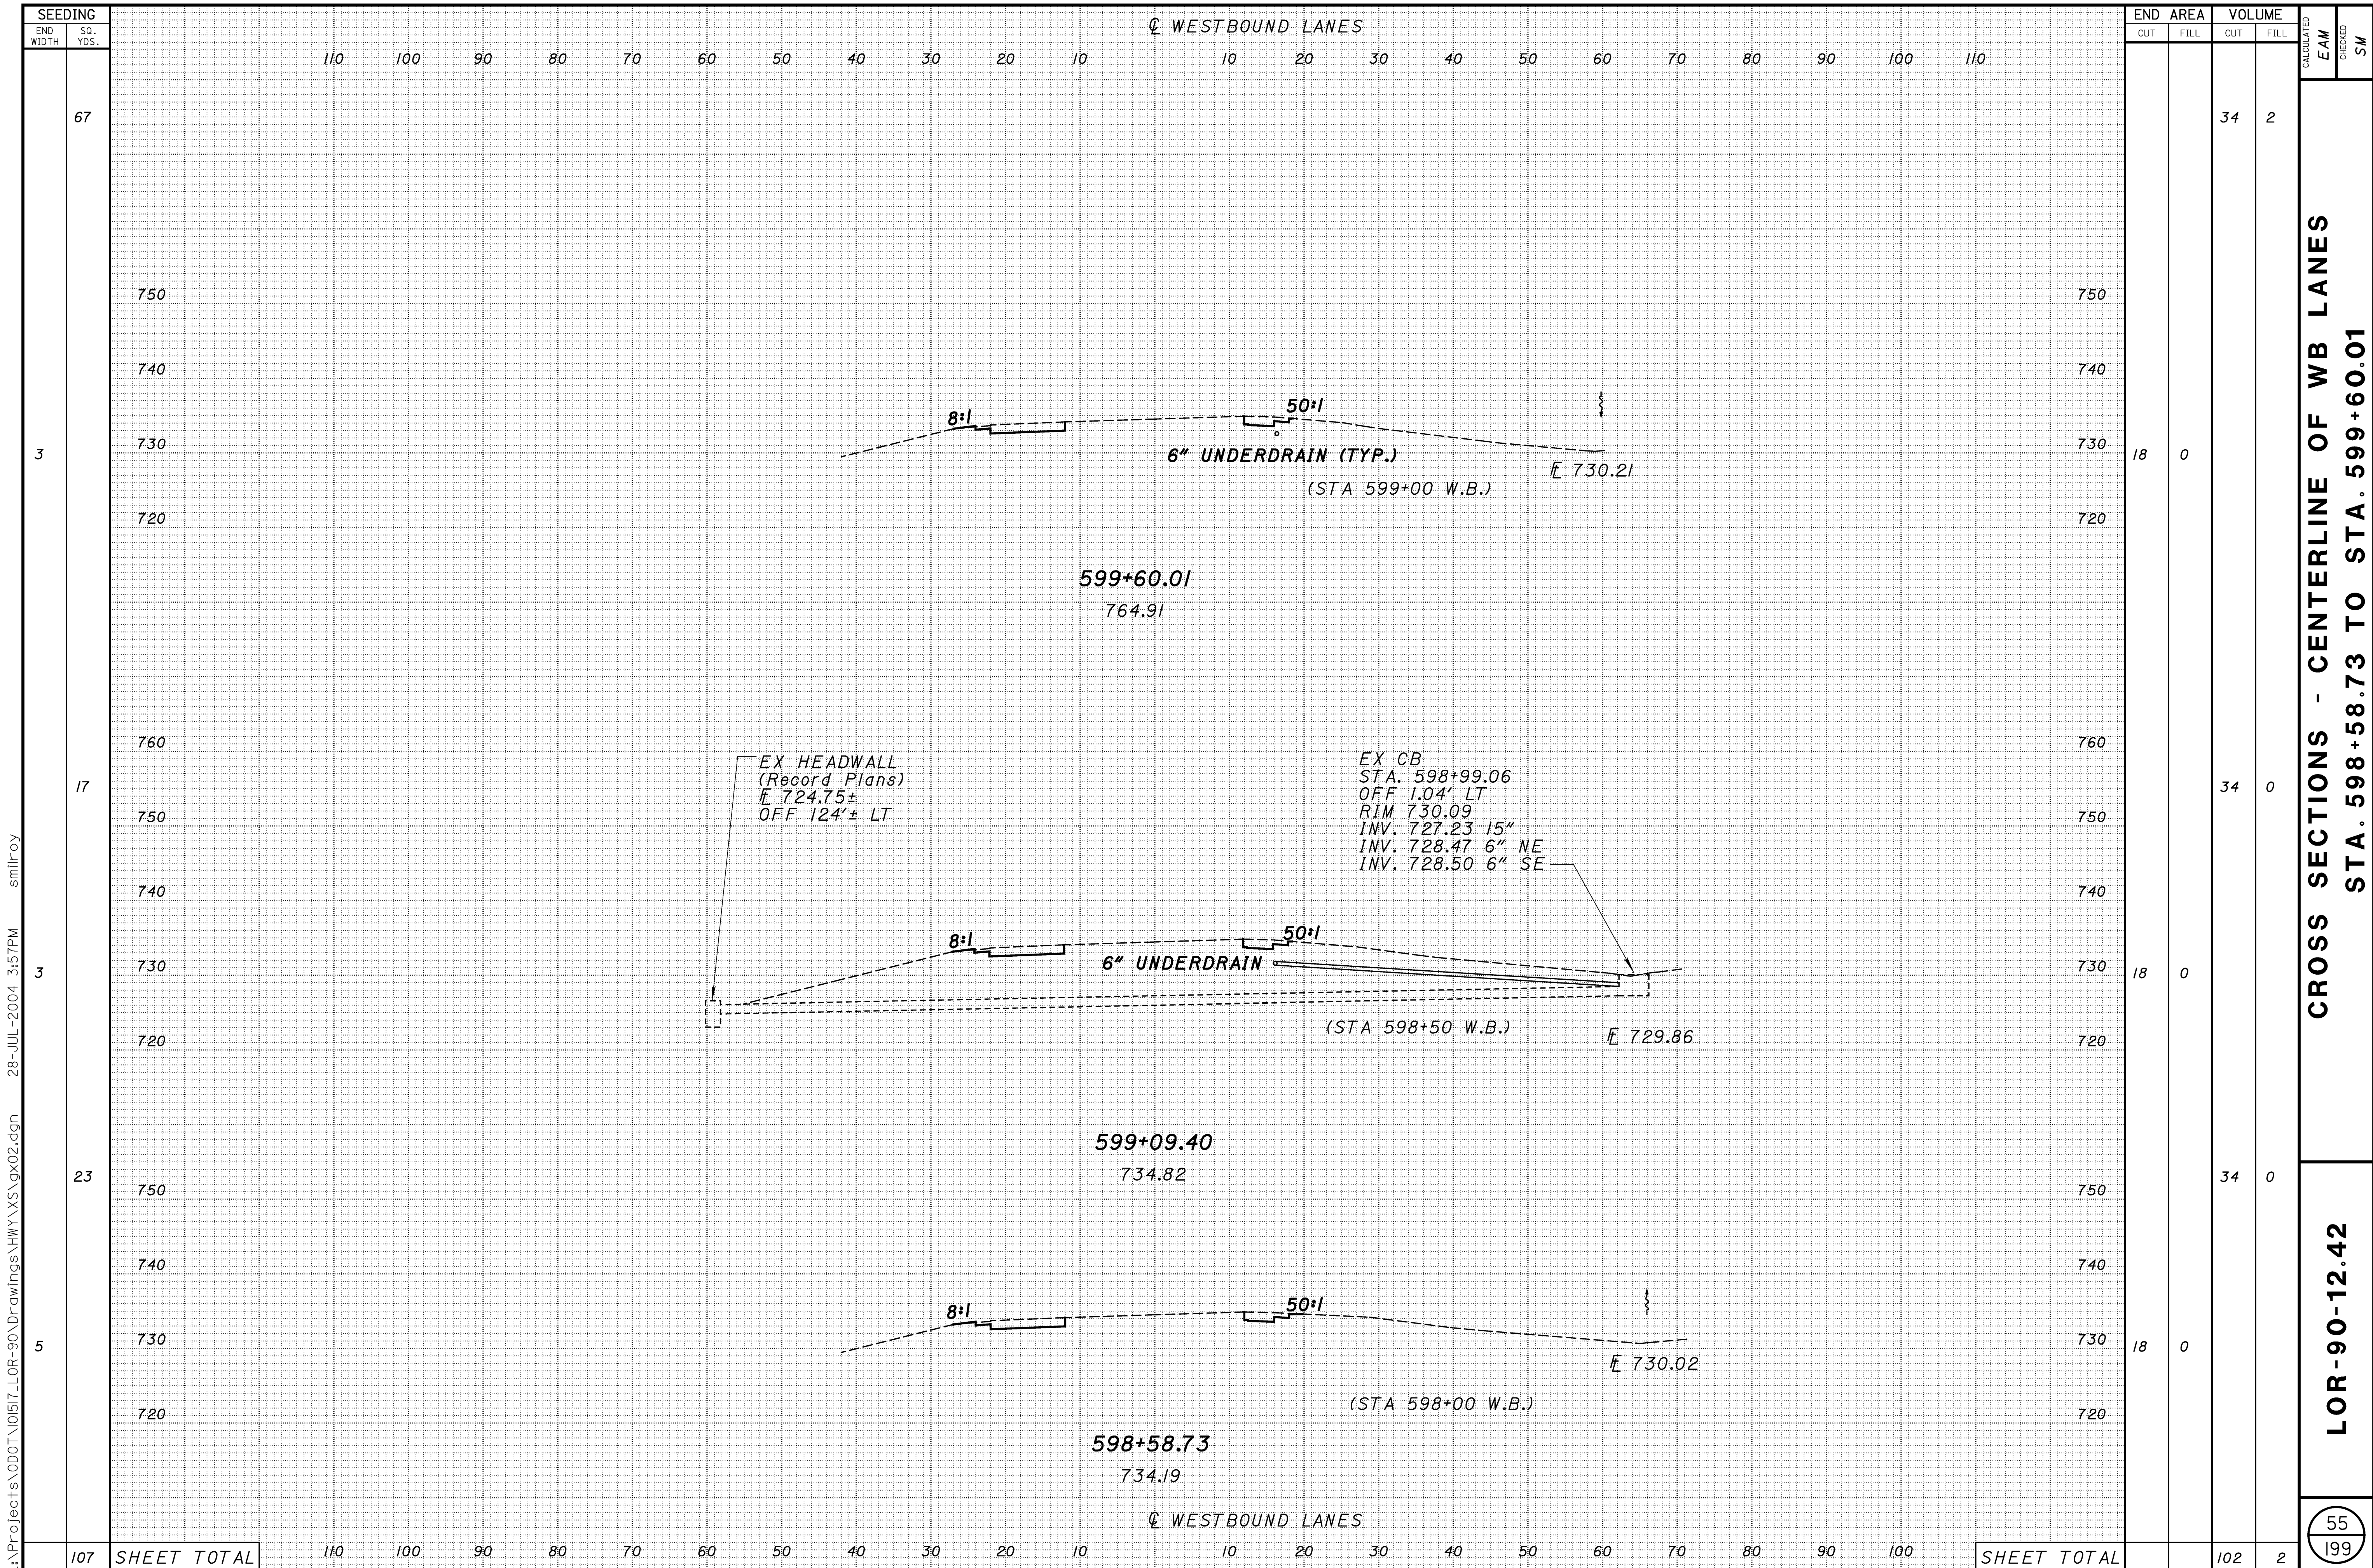 SEEDING
END WIDTH
SQ. YDS.
℄ WESTBOUND LANES
END AREA
VOLUME
CUT
FILL
CUT
FILL
CALCULATED
EAM
CHECKED
SM
110 100 90 80 70 60 50 40 30 20 10 10 20 30 40 50 60 70 80 90 100 110
67
34 2
750 750
740 740
8:1
50:1
730 730
3
6" UNDERDRAIN (TYP.)
730.21
18 0
(STA 599+00 W.B.)
720 720
599+60.01
764.91
760 760
EX HEADWALL
(Record Plans)
724.75±
OFF 124'± LT
EX CB
STA. 598+99.06
OFF 1.04' LT
RIM 730.09
INV. 727.23 15"
INV. 728.47 6" NE
INV. 728.50 6" SE
17
34 0
750 750
740 740
8:1
50:1
6" UNDERDRAIN
730 730
3
18 0
(STA 598+50 W.B.)
729.86
720 720
599+09.40
734.82
23
34 0
750 750
740 740
8:1
50:1
730 730
5
18 0
730.02
(STA 598+00 W.B.)
720 720
598+58.73
734.19
℄ WESTBOUND LANES
107
SHEET TOTAL
110 100 90 80 70 60 50 40 30 20 10 10 20 30 40 50 60 70 80 90 100
SHEET TOTAL
102 2
CROSS SECTIONS - CENTERLINE OF WB LANES
STA. 598+58.73 TO STA. 599+60.01
LOR-90-12.42
55
199
:\Projects\ODOT\101517_LOR-90\Drawings\HWY\XS\gx02.dgn 28-JUL-2004 3:57PM smilroy